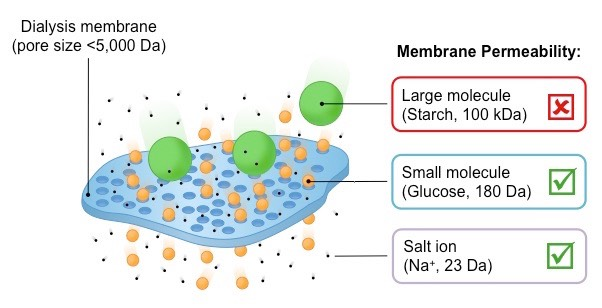 Dialysis membrane
(pore size <5,000 Da)
Membrane Permeability:
Large molecule
(Starch, 100 kDa)
Small molecule
(Glucose, 180 Da)
Salt ion
(Na⁺, 23 Da)